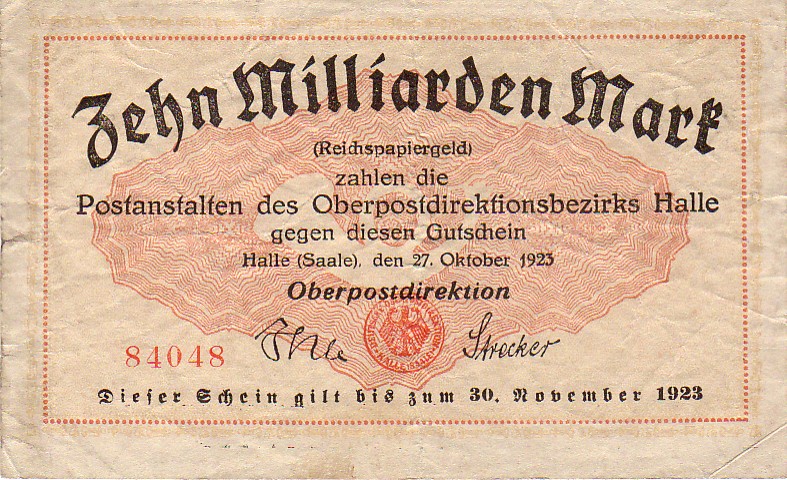 Zehn Milliarden Mark
(Reichspapiergeld)
zahlen die
Postanstalten des Oberpostdirektionsbezirks Halle
gegen diesen Gutschein
Halle (Saale), den 27. Oktober 1923
Oberpostdirektion
84048
Strecker
Dieser Schein gilt bis zum 30. November 1923